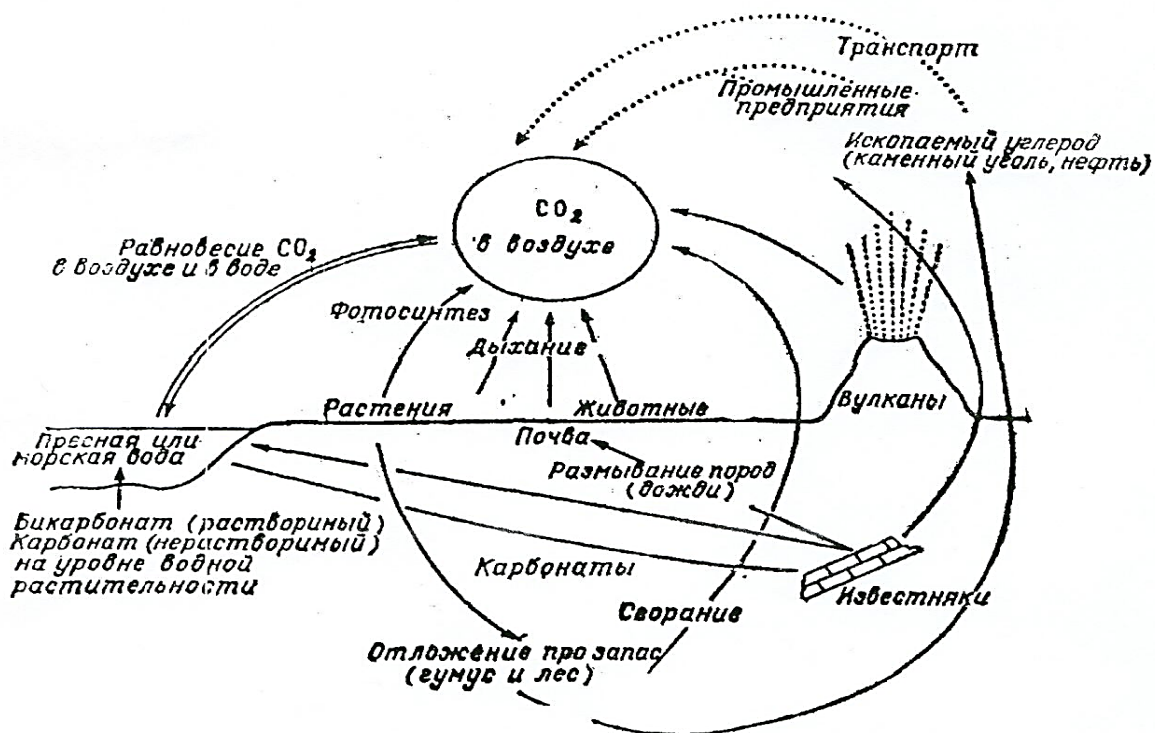 Транспорт
Промышленные
предприятия
Ископаемый углерод
(каменный уголь, нефть)
CO₂
в воздухе
Равновесие CO₂
в воздухе и в воде
Фотосинтез
Дыхание
Растения
Животные
Вулканы
Почва
Пресная или
морская вода
Размывание пород
(дожди)
Бикарбонат (растворимый)
Карбонат (нерастворимый)
на уровне водной
растительности
Карбонаты
Известняки
Сворание
Отложение про запас
(гумус и лес)